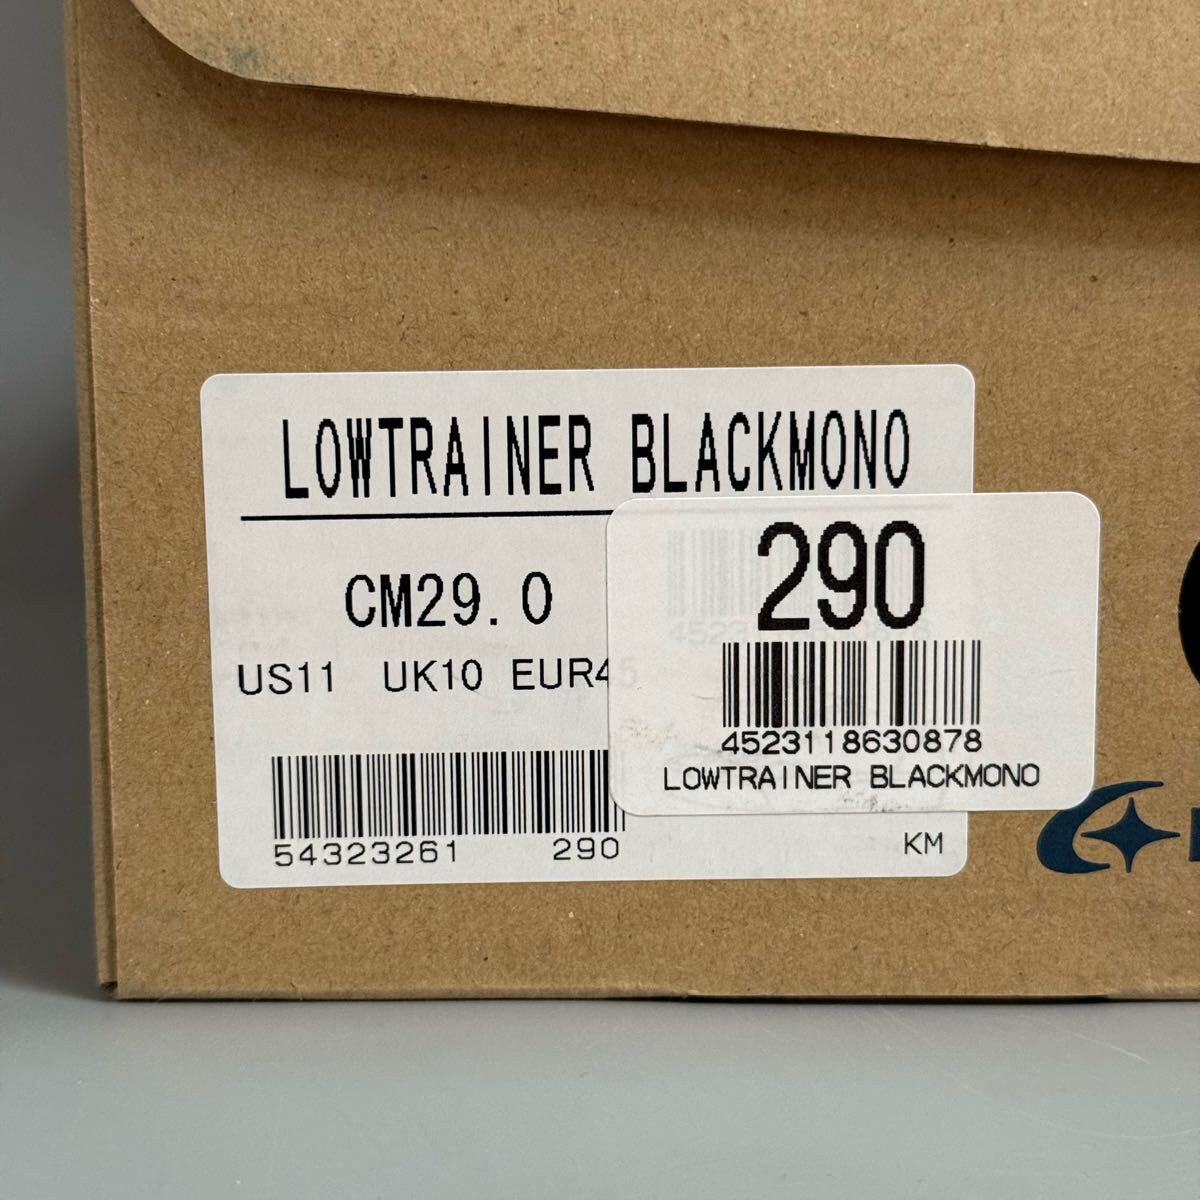 LOWTRAINER BLACKMONO
CM29.0
US11 UK10 EUR45
54323261 290
KM
290
4523118630878
LOWTRAINER BLACKMONO